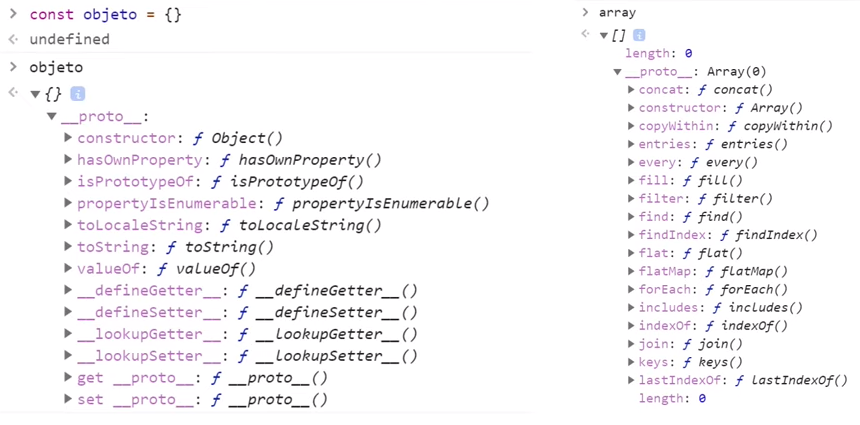 > const objeto = {}
< undefined
> objeto
< ▼ {} i
▼ __proto__:
▶ constructor: ƒ Object()
▶ hasOwnProperty: ƒ hasOwnProperty()
▶ isPrototypeOf: ƒ isPrototypeOf()
▶ propertyIsEnumerable: ƒ propertyIsEnumerable()
▶ toLocaleString: ƒ toLocaleString()
▶ toString: ƒ toString()
▶ valueOf: ƒ valueOf()
▶ __defineGetter__: ƒ __defineGetter__()
▶ __defineSetter__: ƒ __defineSetter__()
▶ __lookupGetter__: ƒ __lookupGetter__()
▶ __lookupSetter__: ƒ __lookupSetter__()
▶ get __proto__: ƒ __proto__()
▶ set __proto__: ƒ __proto__()
> array
< ▼ [] i
length: 0
▼ __proto__: Array(0)
▶ concat: ƒ concat()
▶ constructor: ƒ Array()
▶ copyWithin: ƒ copyWithin()
▶ entries: ƒ entries()
▶ every: ƒ every()
▶ fill: ƒ fill()
▶ filter: ƒ filter()
▶ find: ƒ find()
▶ findIndex: ƒ findIndex()
▶ flat: ƒ flat()
▶ flatMap: ƒ flatMap()
▶ forEach: ƒ forEach()
▶ includes: ƒ includes()
▶ indexOf: ƒ indexOf()
▶ join: ƒ join()
▶ keys: ƒ keys()
▶ lastIndexOf: ƒ lastIndexOf()
length: 0